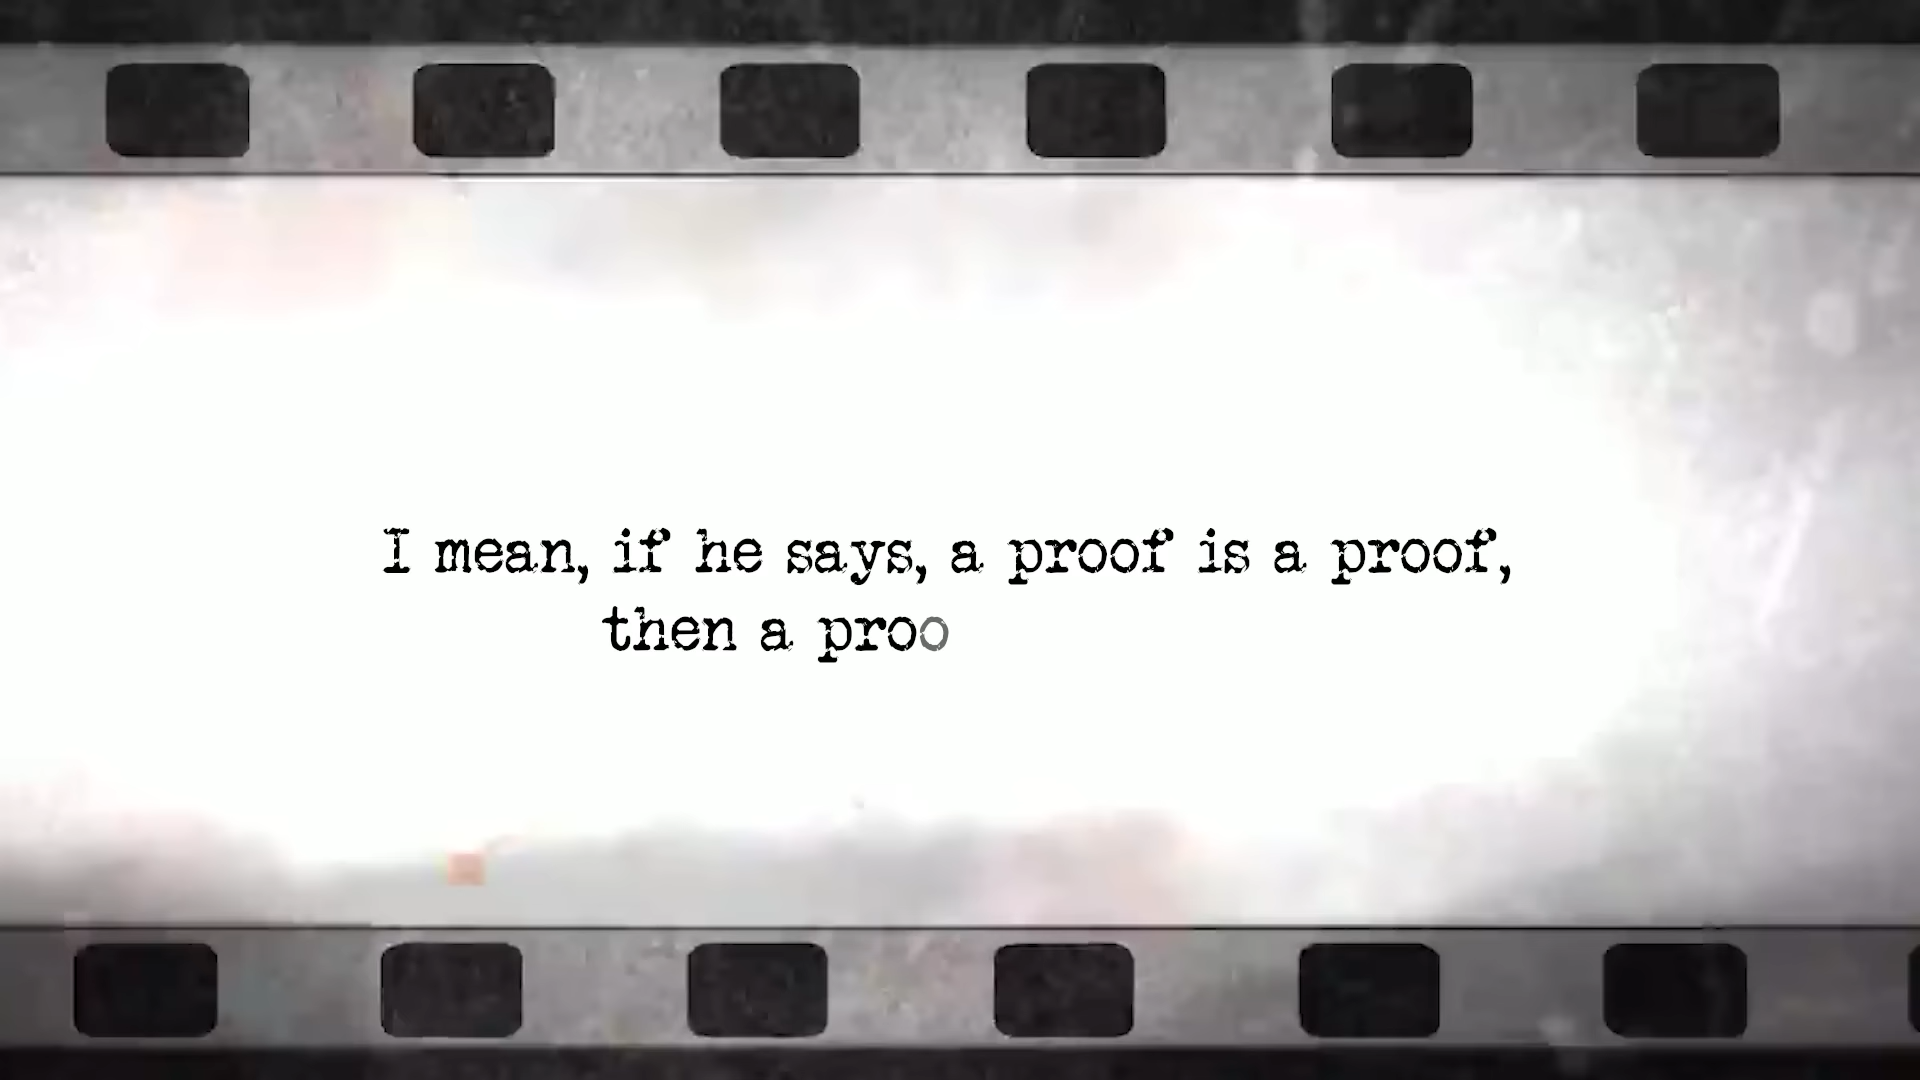 I mean, if he says, a proof is a proof,
then a proo